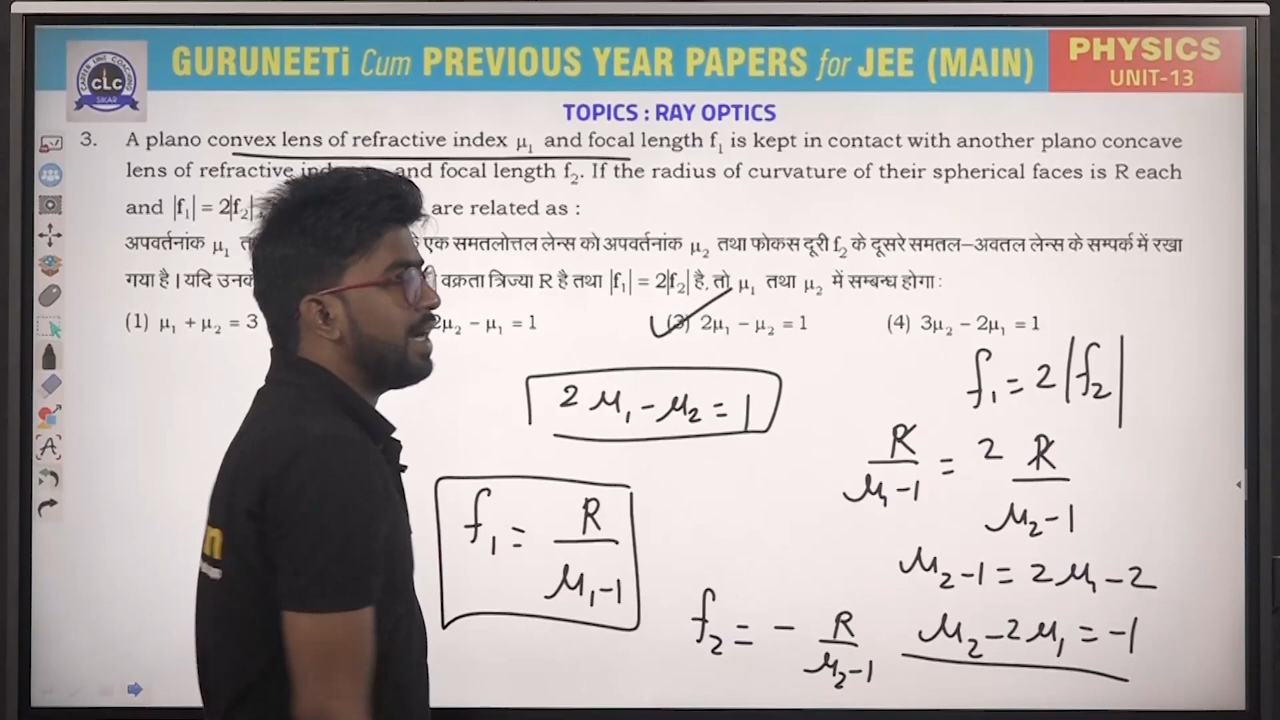 GURUNEETi Cum PREVIOUS YEAR PAPERS for JEE (MAIN)
PHYSICS
UNIT-13
CLC
SIKAR
TOPICS : RAY OPTICS
3. A plano convex lens of refractive index μ₁ and focal length f₁ is kept in contact with another plano concave
lens of refractive and focal length f₂. If the radius of curvature of their spherical faces is R each
and |f₁| = 2|f₂| are related as :
अपवर्तनांक μ₁ एक समतलोत्तल लेन्स को अपवर्तनांक μ₂ तथा फोकस दूरी f₂ के दूसरे समतल–अवतल लेन्स के सम्पर्क में रखा
गया है। यदि वक्रता त्रिज्या R है तथा |f₁| = 2|f₂| है, तो μ₁ तथा μ₂ में सम्बन्ध होगा :
(1) μ₁ + μ₂ = 3 2μ₂ − μ₁ = 1 (3) 2μ₁ − μ₂ = 1 (4) 3μ₂ − 2μ₁ = 1
f₁ = 2|f₂|
2μ₁ − μ₂ = 1
R/(μ₁−1) = 2 R/(μ₂−1)
f₁ = R/(μ₁−1)
μ₂−1 = 2μ₁−2
f₂ = − R/(μ₂−1)
μ₂−2μ₁ = −1
n
A